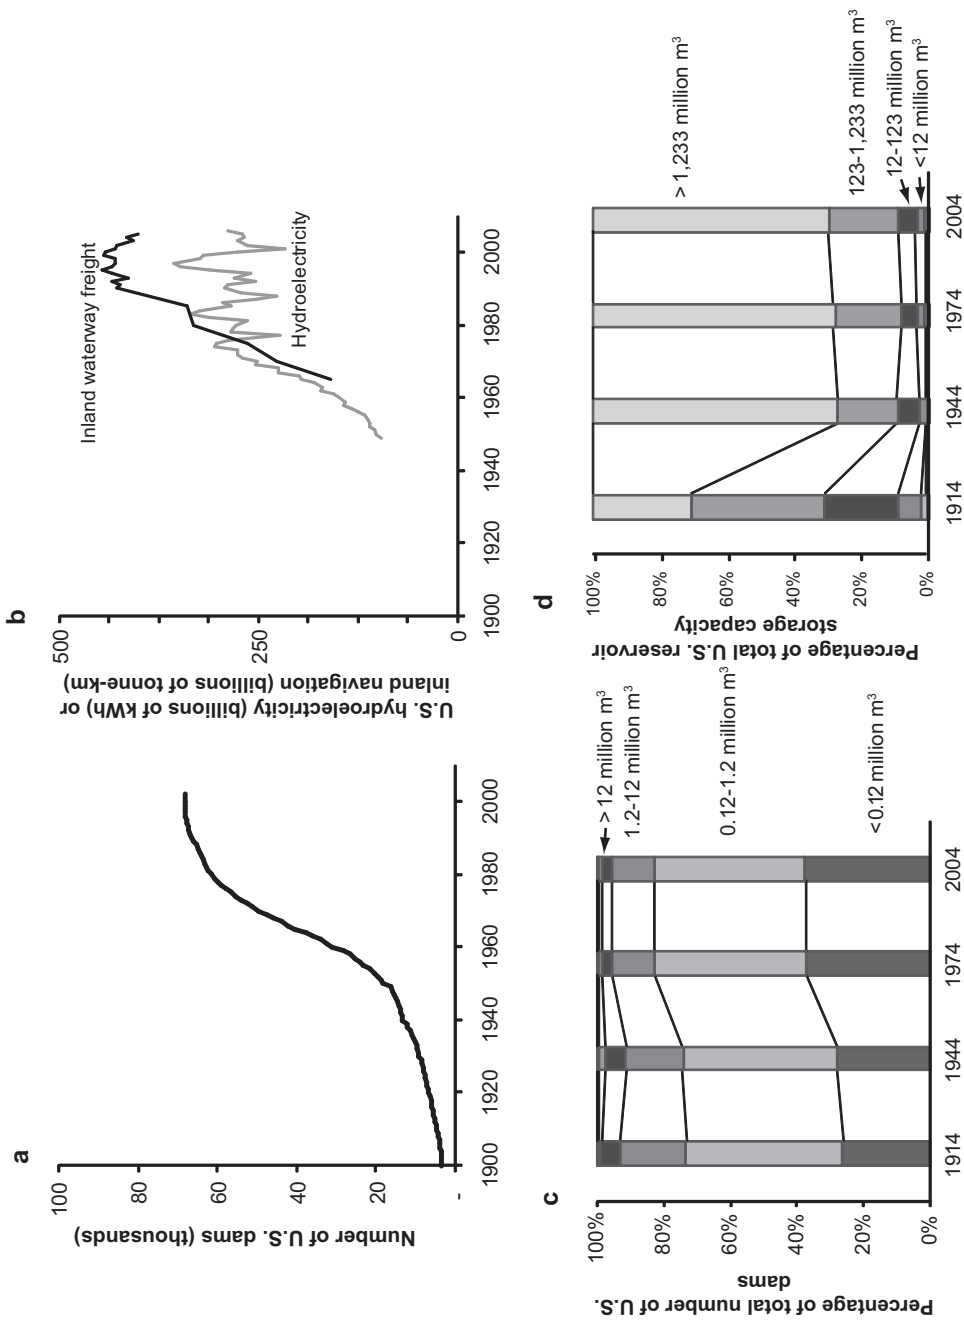 a
Number of U.S. dams (thousands)
100
80
60
40
20
-
1900
1920
1940
1960
1980
2000
b
U.S. hydroelectricity (billions of kWh) or
inland navigation (billions of tonne-km)
500
250
0
1900
1920
1940
1960
1980
2000
Inland waterway freight
Hydroelectricity
c
Percentage of total number of U.S.
dams
100%
80%
60%
40%
20%
0%
1914
1944
1974
2004
> 12 million m³
1.2-12 million m³
0.12-1.2 million m³
<0.12 million m³
d
Percentage of total U.S. reservoir
storage capacity
100%
80%
60%
40%
20%
0%
1914
1944
1974
2004
> 1,233 million m³
123-1,233 million m³
12-123 million m³
<12 million m³